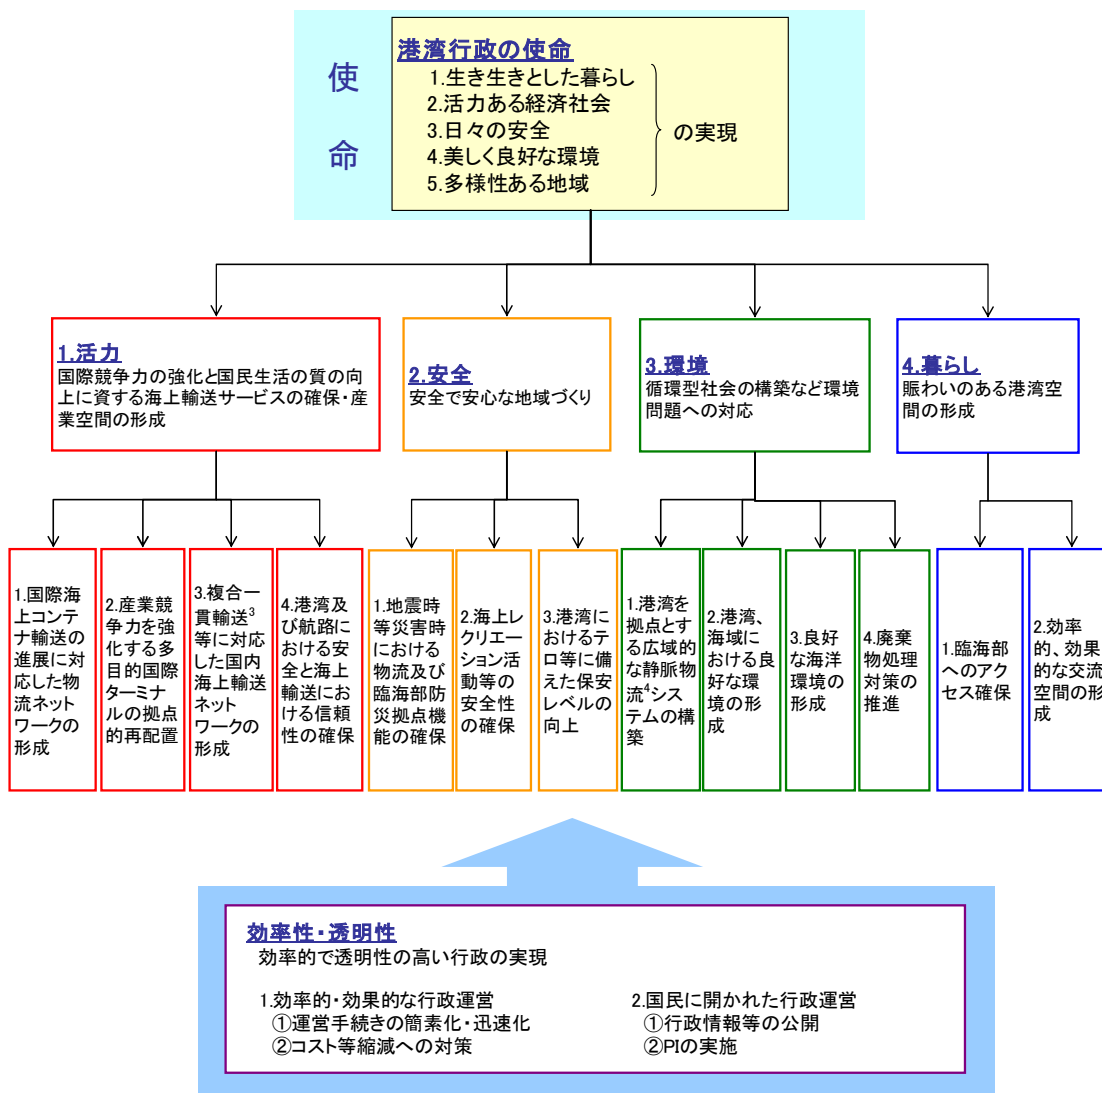 使
命
港湾行政の使命
1.生き生きとした暮らし
2.活力ある経済社会
3.日々の安全
4.美しく良好な環境
5.多様性ある地域
の実現
1.活力
国際競争力の強化と国民生活の質の向
上に資する海上輸送サービスの確保・産
業空間の形成
2.安全
安全で安心な地域づくり
3.環境
循環型社会の構築など環境
問題への対応
4.暮らし
賑わいのある港湾空
間の形成
1.国際海
上コンテ
ナ輸送の
進展に対
応した物
流ネット
ワークの
形成
2.産業競
争力を強
化する多
目的国際
ターミナ
ルの拠点
的再配置
3.複合一
貫輸送3
等に対応
した国内
海上輸送
ネット
ワークの
形成
4.港湾及
び航路に
おける安
全と海上
輸送にお
ける信頼
性の確保
1.地震時
等災害時
における
物流及び
臨海部防
災拠点機
能の確保
2.海上レ
クリエー
ション活
動等の
安全性
の確保
3.港湾に
おけるテ
ロ等に備
えた保安
レベルの
向上
1.港湾を
拠点とす
る広域的
な静脈物
流4シス
テムの構
築
2.港湾、
海域に
おける良
好な環
境の形
成
3.良好
な海洋
環境の
形成
4.廃棄
物処理
対策の
推進
1.臨海部
へのアク
セス確保
2.効率
的、効果
的な交流
空間の形
成
効率性・透明性
効率的で透明性の高い行政の実現
1.効率的・効果的な行政運営
①運営手続きの簡素化・迅速化
②コスト等縮減への対策
2.国民に開かれた行政運営
①行政情報等の公開
②PIの実施